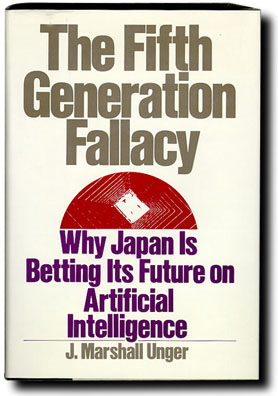 The Fifth
Generation
Fallacy
Why Japan Is
Betting Its Future on
Artificial
Intelligence
J. Marshall Unger